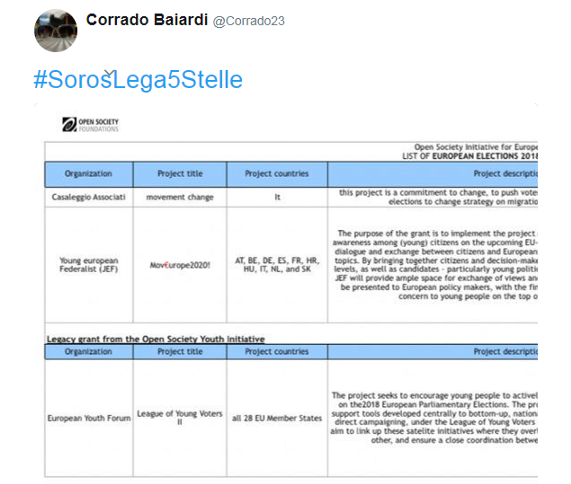 Corrado Baiardi @Corrado23
#SorosLega5Stelle
OPEN SOCIETY
FOUNDATIONS
Open Society Initiative for Europe
LIST OF EUROPEAN ELECTIONS 2018
Organization Project title Project countries Project descriptio
Casaleggio Associati movement change It this project is a commitment to change, to push vote
elections to change strategy on migratio
Young european
Federalist (JEF)
Mov€urope2020!
AT, BE, DE, ES, FR, HR,
HU, IT, NL, and SK
The purpose of the grant is to implement the project
awareness among (young) citizens on the upcoming EU-
dialogue and exchange between citizens and European
topics. By bringing together citizens and decision-make
levels, as well as candidates - particularly young politic
JEF will provide ample space for exchange of views an
be presented to European policy makers, with the fir
concern to young people on the top o
Legacy grant from the Open Society Youth Initiative
Organization Project title Project countries Project descriptic
European Youth Forum
League of Young Voters
II
all 28 EU Member States
The project seeks to encourage young people to activel
on the2018 European Parliamentary Elections. The pro
support tools developed centrally to bottom-up, nation
direct campaigning, under the League of Young Voters
aim to link up these satelite initiatives where they over
other, and ensure a close coordination betwe